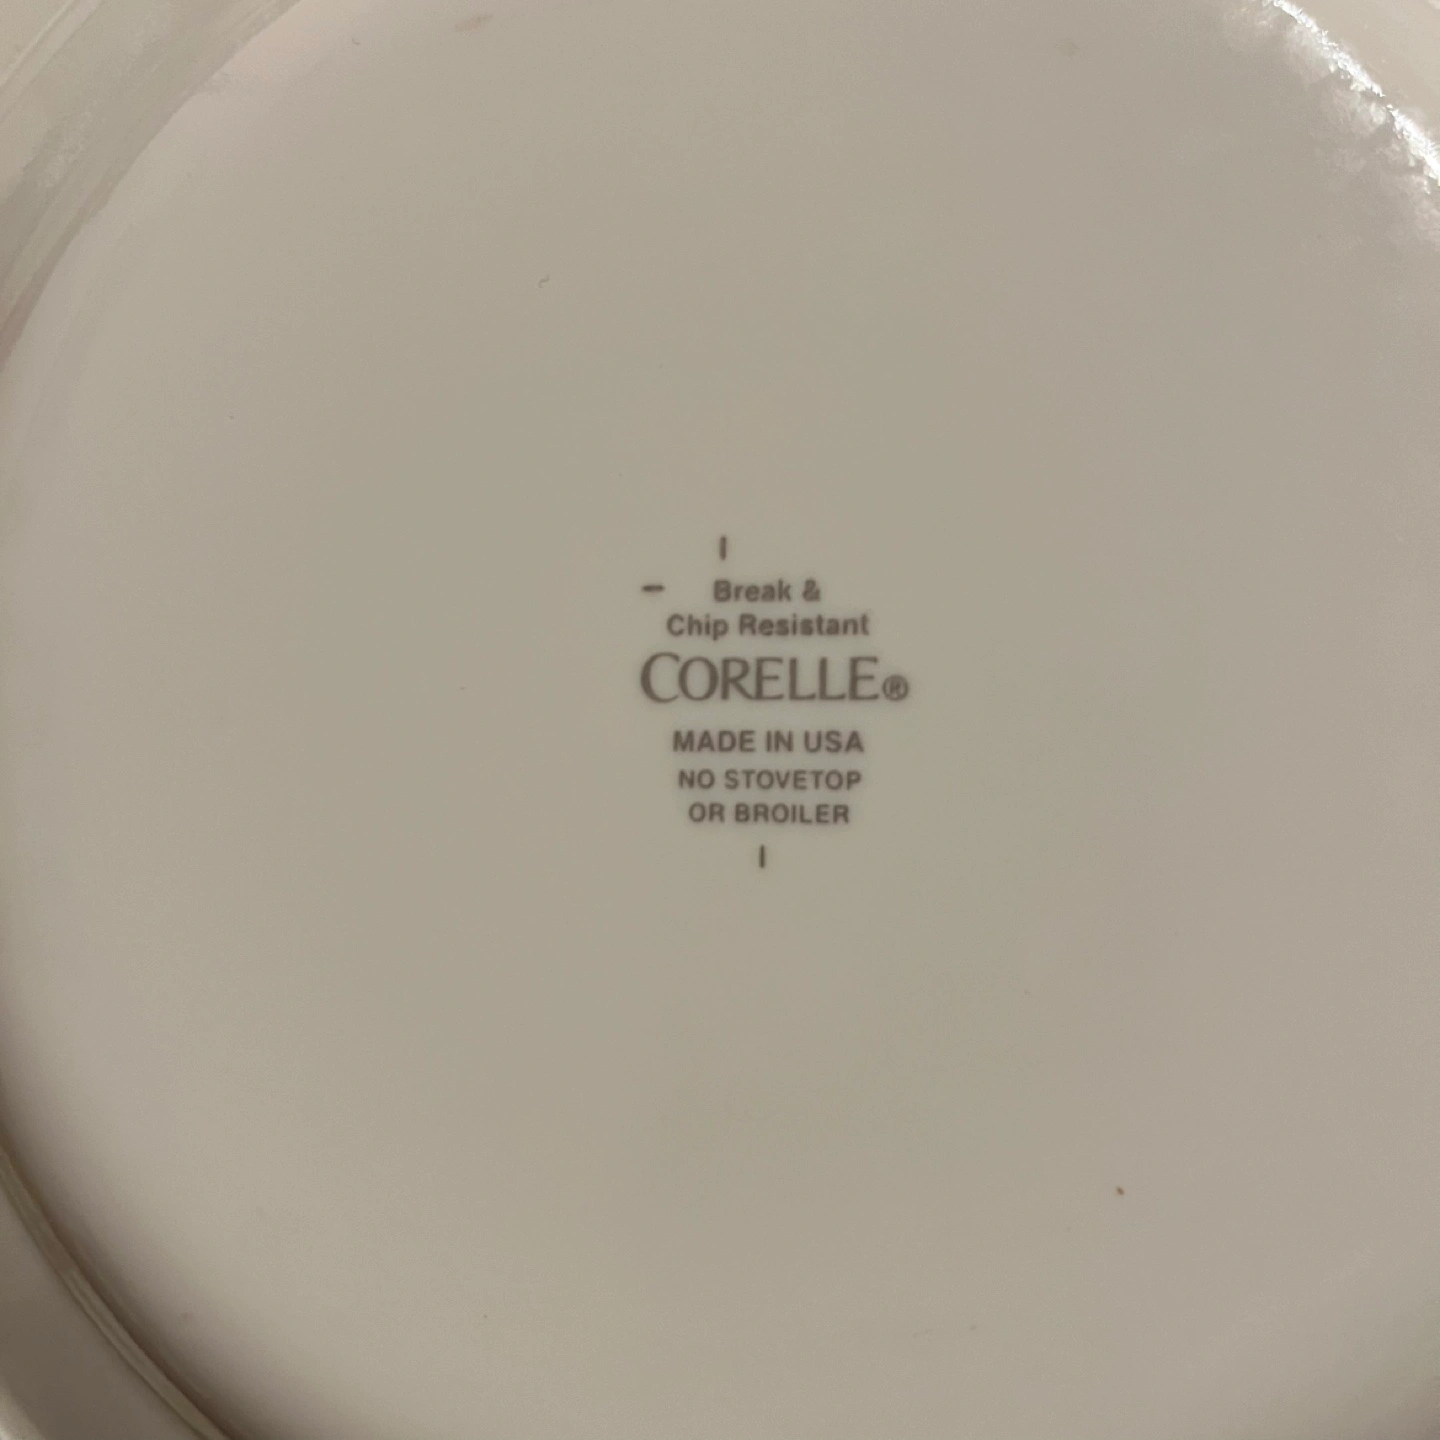 Break &
Chip Resistant
CORELLE®
MADE IN USA
NO STOVETOP
OR BROILER